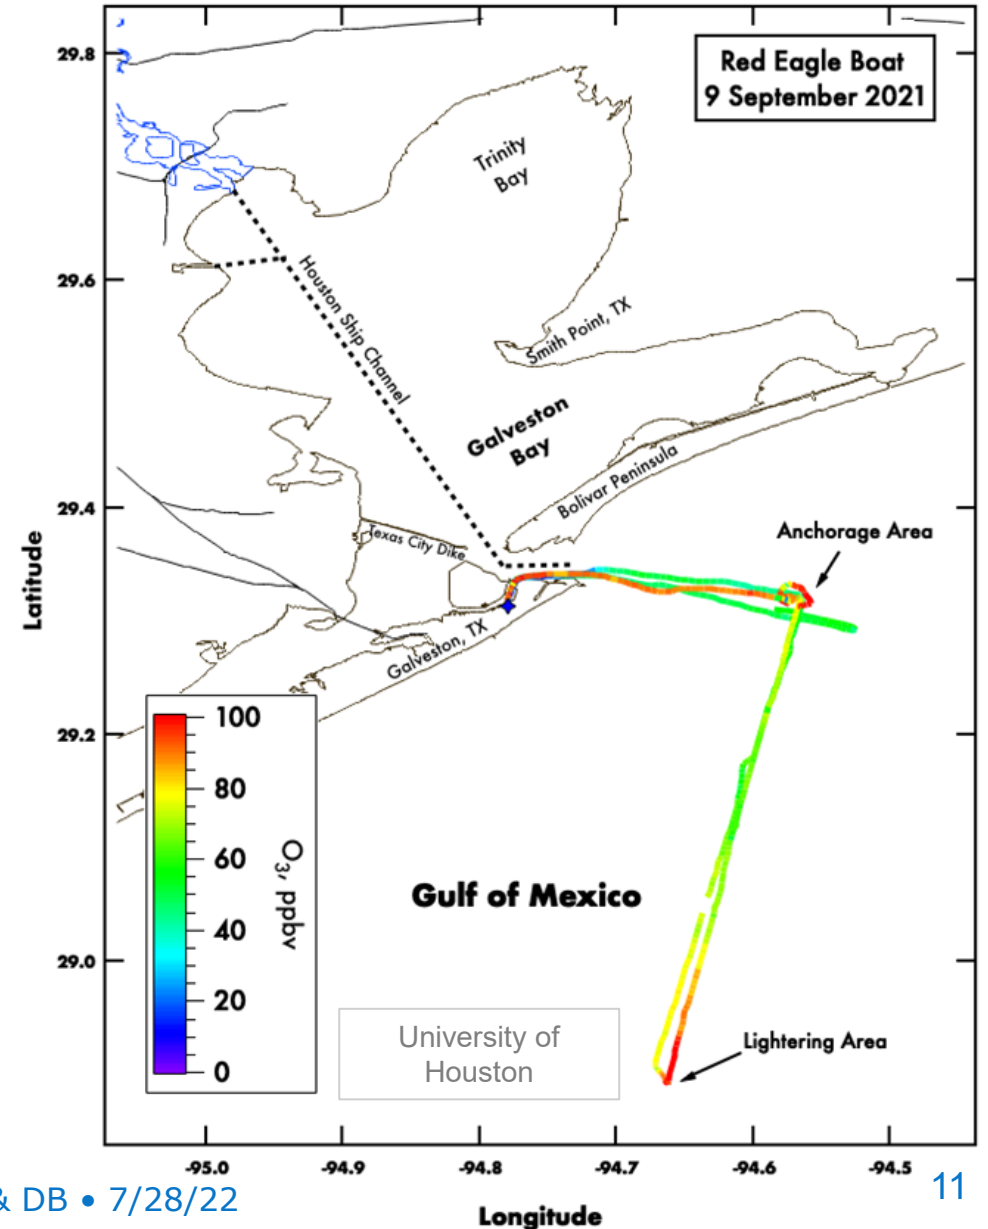 Red Eagle Boat
9 September 2021
29.8
29.6
29.4
29.2
29.0
Latitude
Trinity
Bay
Houston Ship Channel
Smith Point, TX
Galveston
Bay
Bolivar Peninsula
Texas City Dike
Anchorage Area
Galveston, TX
100
80
60
40
20
0
O3, ppbv
Gulf of Mexico
University of
Houston
Lightering Area
-95.0
-94.9
-94.8
-94.7
-94.6
-94.5
Longitude
& DB • 7/28/22
11